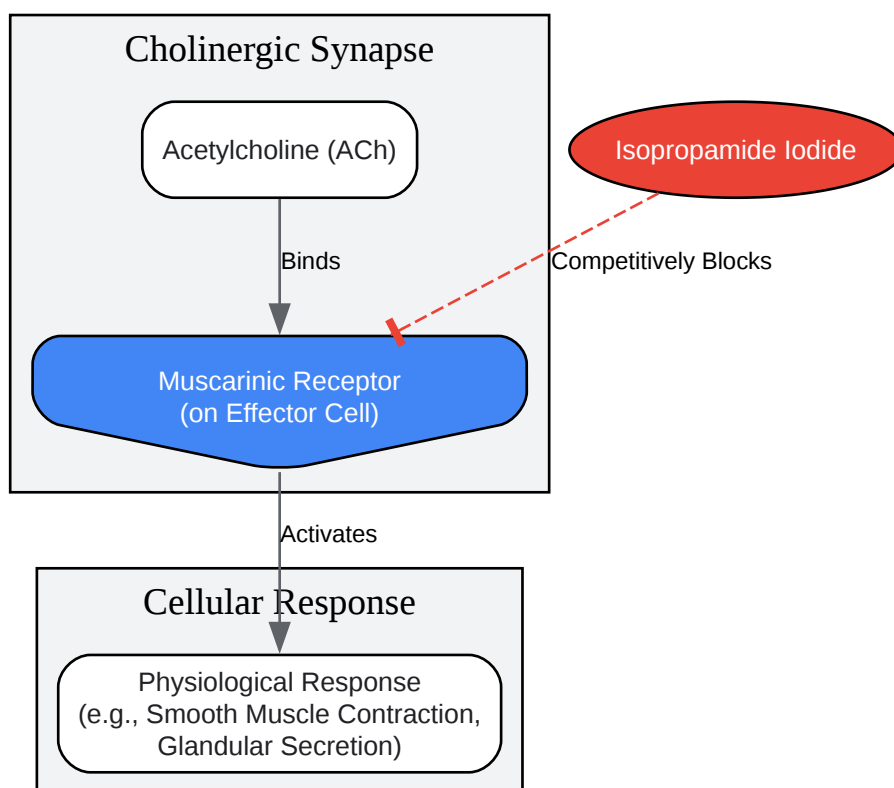 Cholinergic Synapse
Acetylcholine (ACh)
Isopropamide Iodide
Binds
Competitively Blocks
Muscarinic Receptor
(on Effector Cell)
Activates
Cellular Response
Physiological Response
(e.g., Smooth Muscle Contraction,
Glandular Secretion)